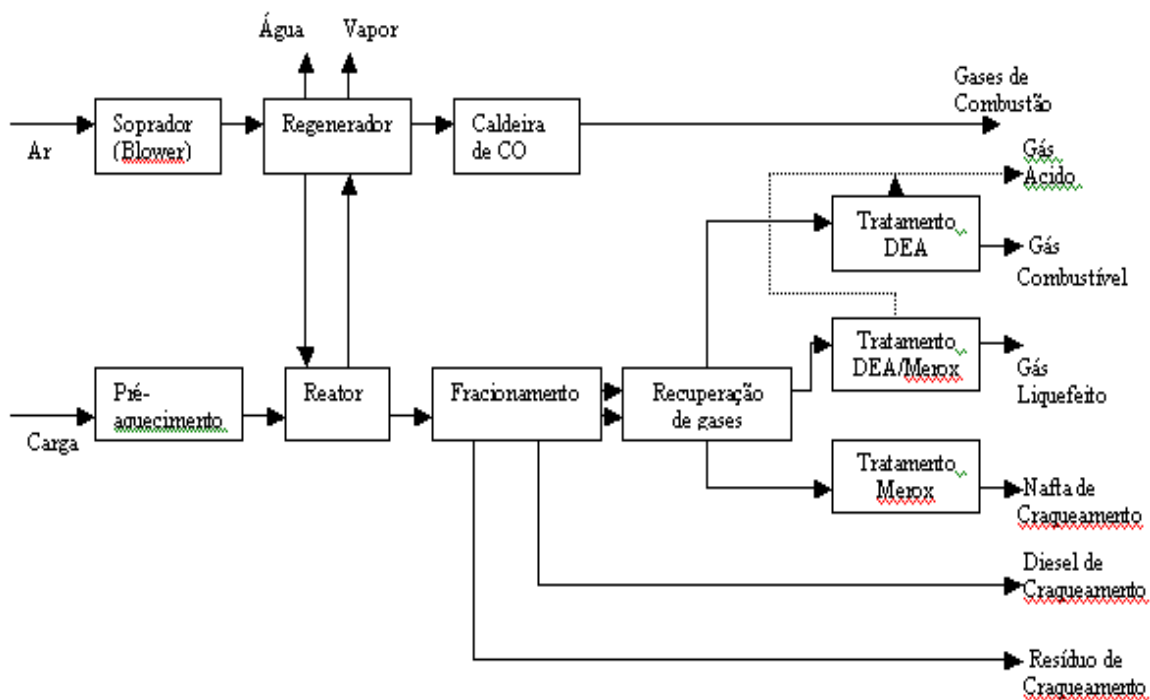 Água
Vapor
Gases de
Combustão
Soprador
(Blower)
Regenerador
Caldeira
de CO
Ar
Gás
Acido
Tratamento
DEA
Gás
Combustível
Tratamento
DEA/Merox
Gás
Liquefeito
Pré-
aquecimento
Reator
Fracionamento
Recuperação
de gases
Carga
Tratamento
Merox
Nafta de
Craqueamento
Diesel de
Craqueamento
Resíduo de
Craqueamento